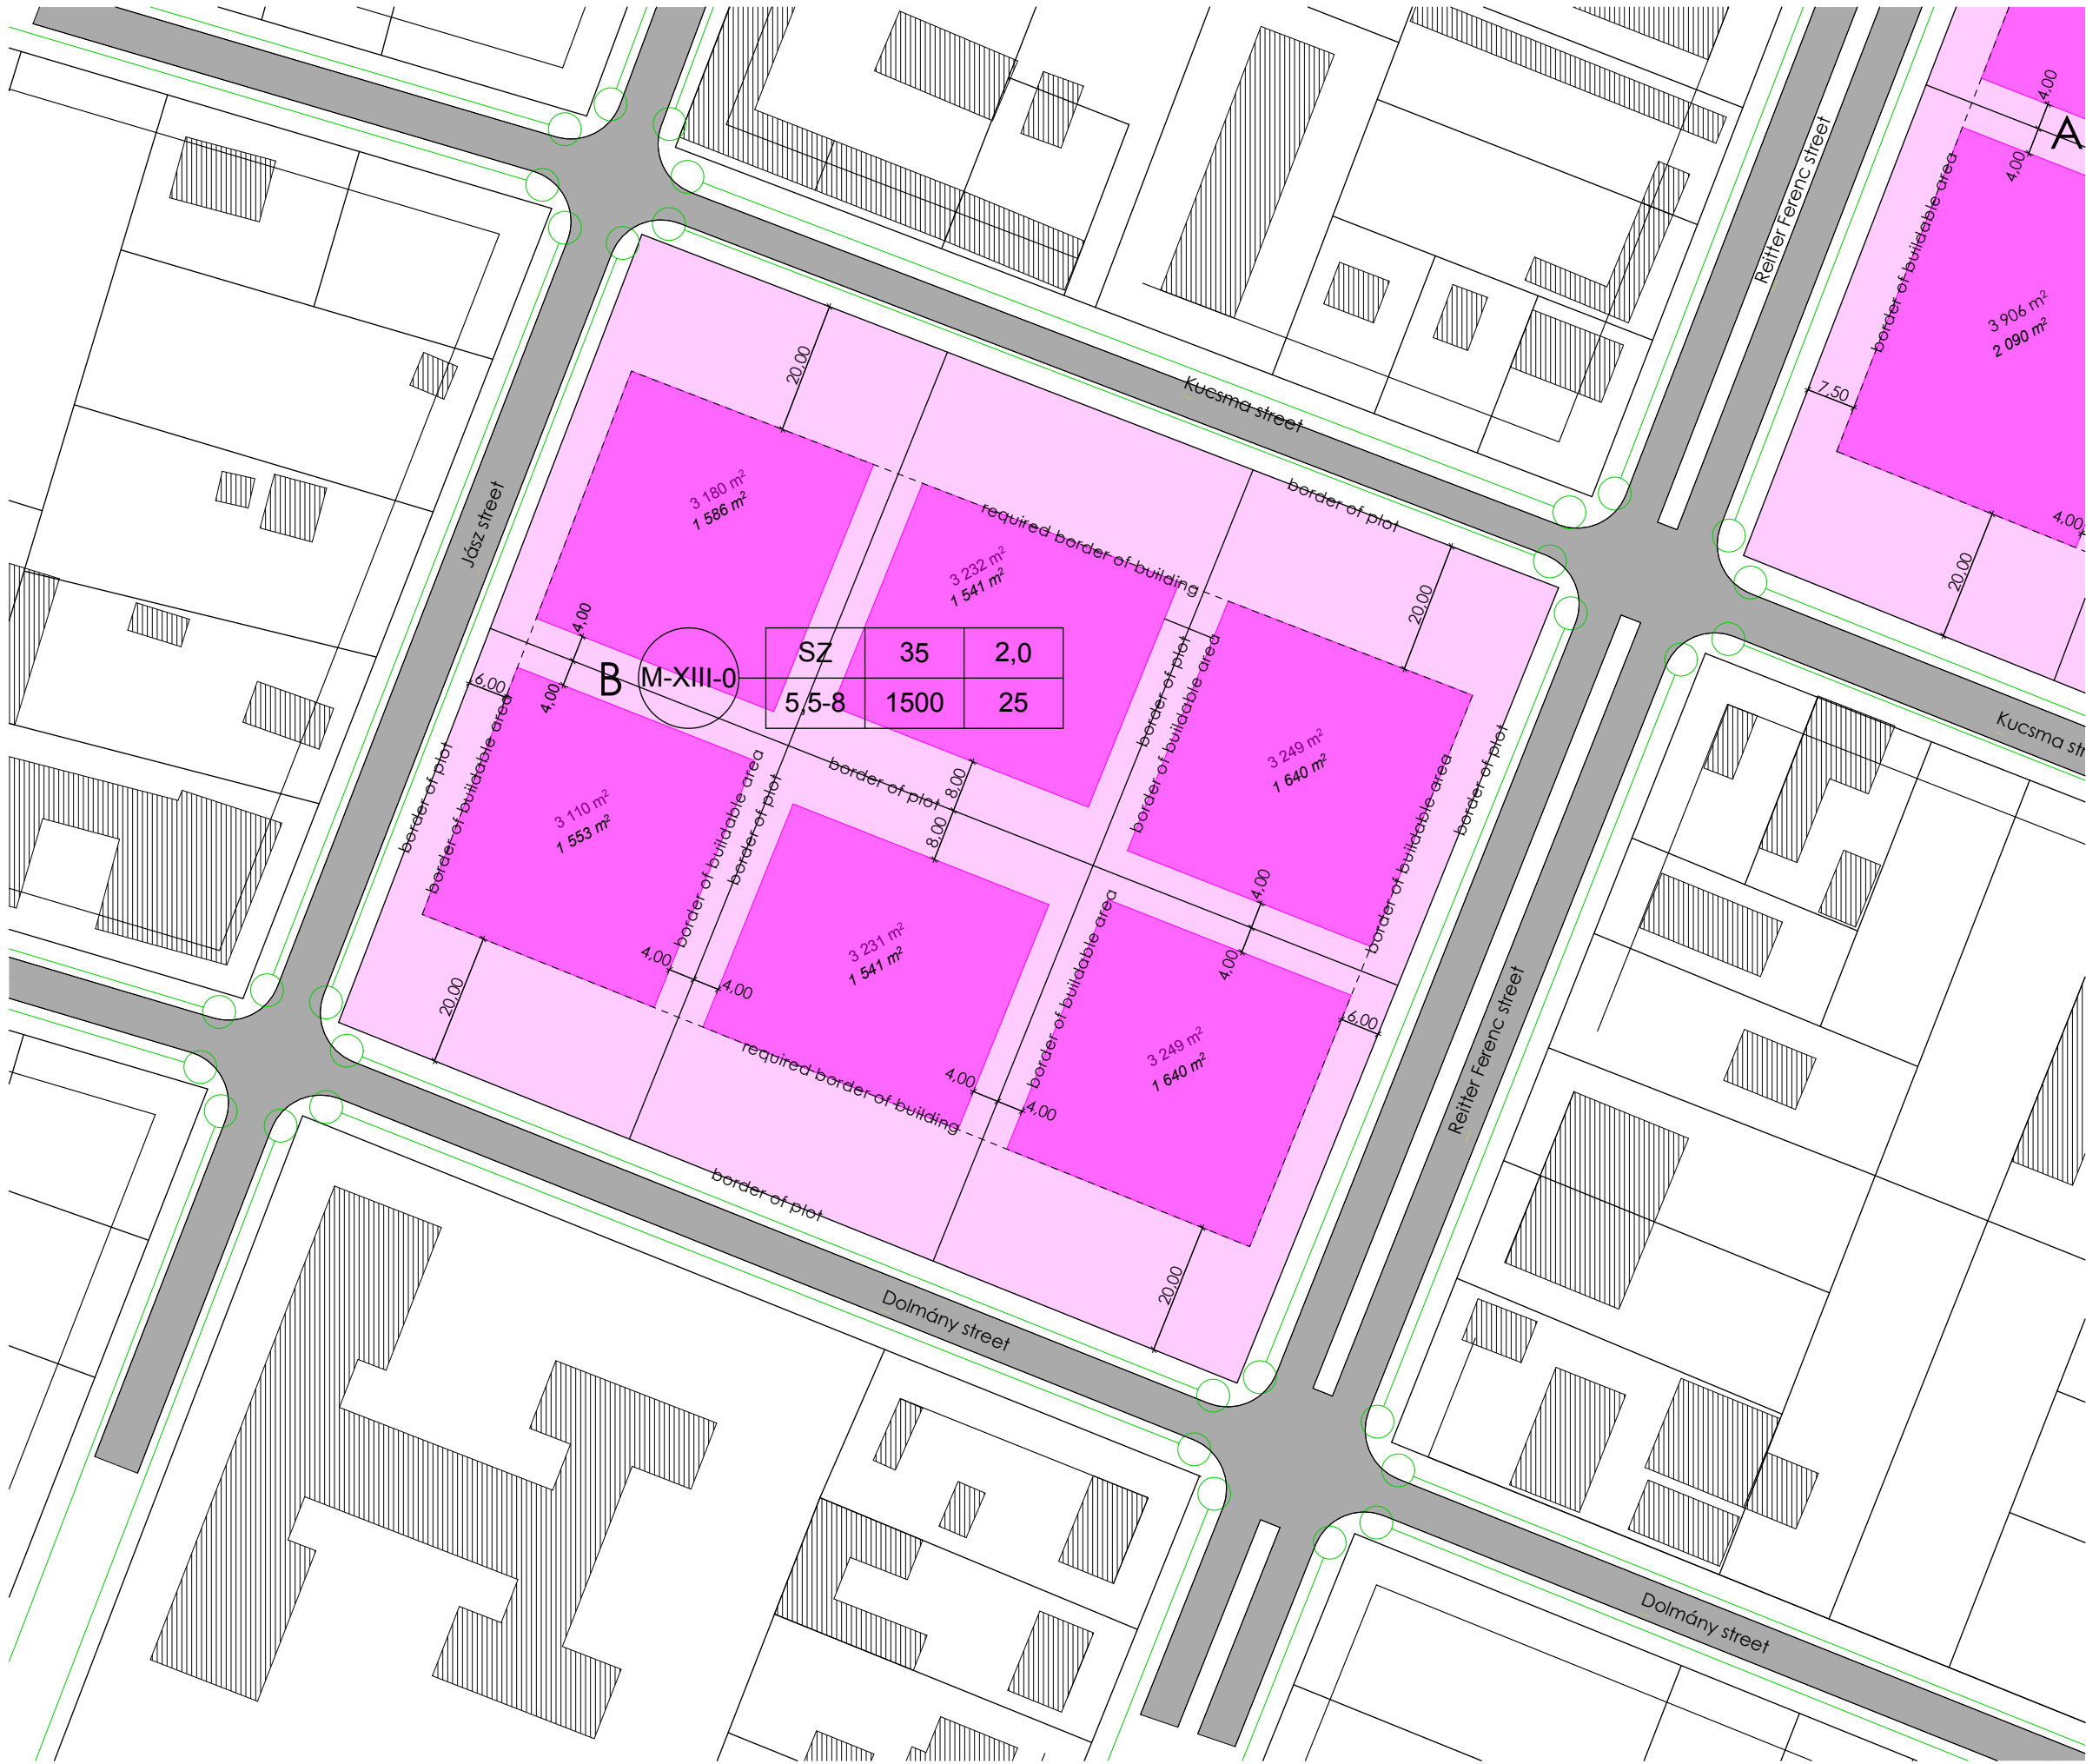 Reitter Ferenc street
4,00
A
4,00
border of buildable area
3 906 m²
2 090 m²
7,50
4,00
20,00
Kucsma street
20,00
border of plot
required border of building
20,00
Jász street
3 180 m²
1 586 m²
3 232 m²
1 541 m²
4,00
4,00
6,00
B
M-XIII-0
SZ 35 2,0
5,5-8 1500 25
border of plot
border of buildable area
3 249 m²
1 640 m²
border of buildable area
border of plot
Kucsma str
border of plot
border of buildable area
3 110 m²
1 553 m²
border of buildable area
border of plot
border of plot
8,00
8,00
3 231 m²
1 541 m²
4,00
4,00
4,00
4,00
border of buildable area
6,00
20,00
required border of building
4,00
4,00
3 249 m²
1 640 m²
Reitter Ferenc street
border of plot
20,00
Dolmány street
Dolmány street